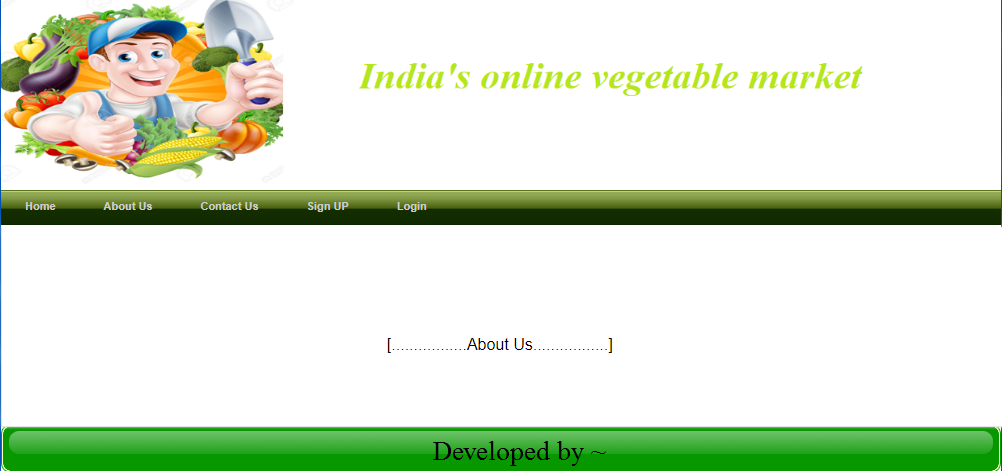 India's online vegetable market
Home About Us Contact Us Sign UP Login
[.................About Us.................]
Developed by ~